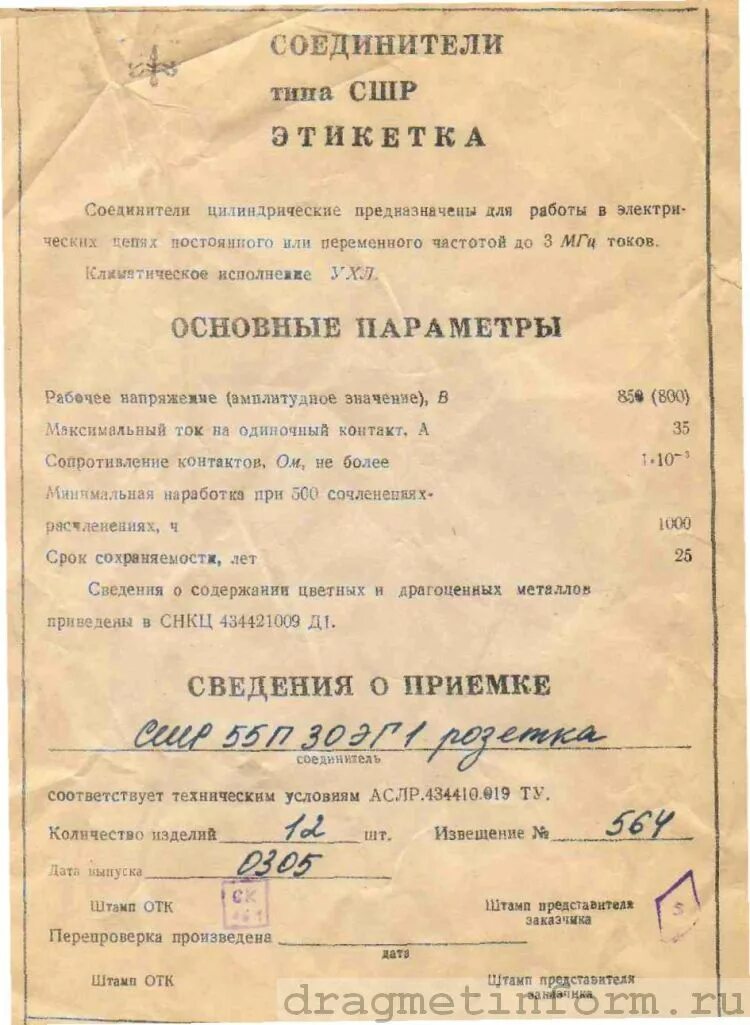 СОЕДИНИТЕЛИ
типа СШР
ЭТИКЕТКА
Соединители цилиндрические предназначены для работы в электри-
ческих цепях постоянного или переменного частотой до 3 МГц токов.
Климатическое исполнение УХЛ.
ОСНОВНЫЕ ПАРАМЕТРЫ
Рабочее напряжение (амплитудное значение), В 850 (800)
Максимальный ток на одиночный контакт, А 35
Сопротивление контактов, Ом, не более 1·10⁻³
Минимальная наработка при 500 сочленениях-
расчленениях, ч 1000
Срок сохраняемости, лет 25
Сведения о содержании цветных и драгоценных металлов
приведены в СНКЦ 434421009 Д1.
СВЕДЕНИЯ О ПРИЕМКЕ
СШР 55П30ЭГ1 розетка
соединитель
соответствует техническим условиям АСЛР.434410.019 ТУ.
Количество изделий 12 шт. Извещение № 564
Дата выпуска 0305
Штамп ОТК СК Штамп представителя
заказчика 5
Перепроверка произведена
дата
Штамп ОТК Штамп представителя
заказчика
dragmetinform.ru